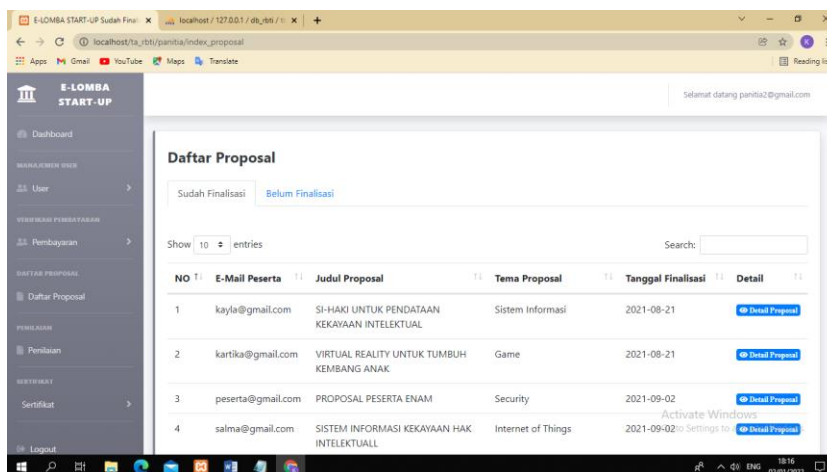 E-LOMBA START-UP Sudah Final
localhost / 127.0.0.1 / db_rbti / t
localhost/ta_rbti/panitia/index_proposal
Apps Gmail YouTube Maps Translate Reading lis
E-LOMBA
START-UP
Selamat datang panitia2@gmail.com
Dashboard
MANAJEMEN USER
User
VERIFIKASI PEMBAYARAN
Pembayaran
DAFTAR PROPOSAL
Daftar Proposal
PENILAIAN
Penilaian
SERTIFIKAT
Sertifikat
Logout
Daftar Proposal
Sudah Finalisasi Belum Finalisasi
Show 10 entries Search:
NO E-Mail Peserta Judul Proposal Tema Proposal Tanggal Finalisasi Detail
1 kayla@gmail.com SI-HAKI UNTUK PENDATAAN Sistem Informasi 2021-08-21 Detail Proposal
KEKAYAAN INTELEKTUAL
2 kartika@gmail.com VIRTUAL REALITY UNTUK TUMBUH Game 2021-08-21 Detail Proposal
KEMBANG ANAK
3 peserta@gmail.com PROPOSAL PESERTA ENAM Security 2021-09-02 Detail Proposal
Activate Windows
4 salma@gmail.com SISTEM INFORMASI KEKAYAAN HAK Internet of Things 2021-09-02 to Settings to Detail Proposal
INTELEKTUALL
ENG 18:16